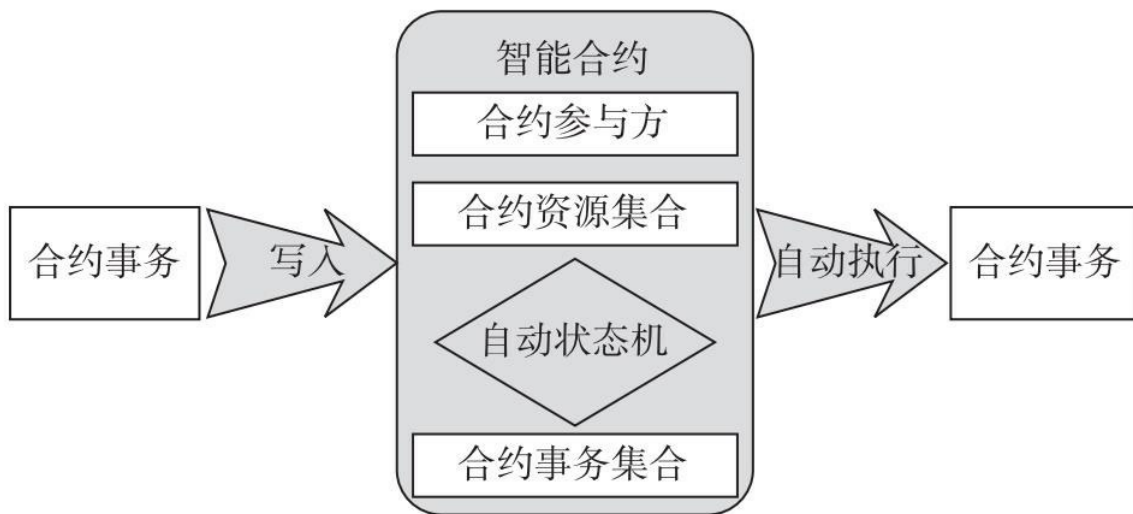 智能合约
合约参与方
合约资源集合
合约事务
写入
自动执行
合约事务
自动状态机
合约事务集合